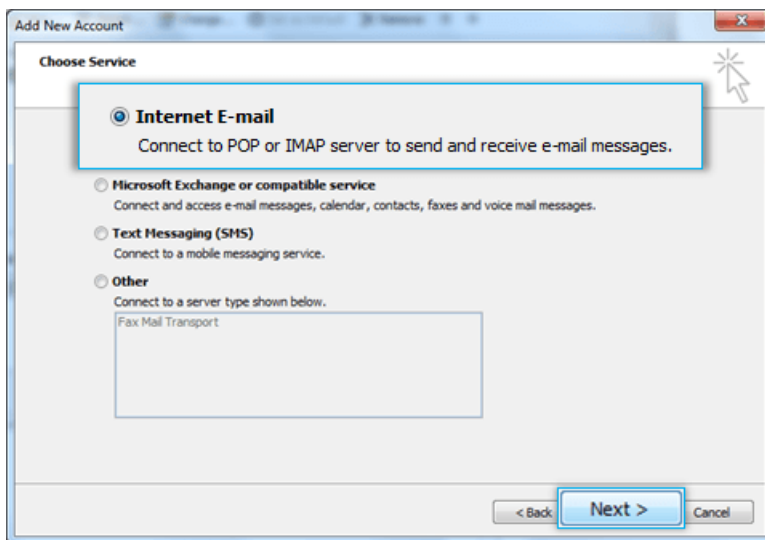 Add New Account
Choose Service
Internet E-mail
Connect to POP or IMAP server to send and receive e-mail messages.
Microsoft Exchange or compatible service
Connect and access e-mail messages, calendar, contacts, faxes and voice mail messages.
Text Messaging (SMS)
Connect to a mobile messaging service.
Other
Connect to a server type shown below.
Fax Mail Transport
< Back Next > Cancel